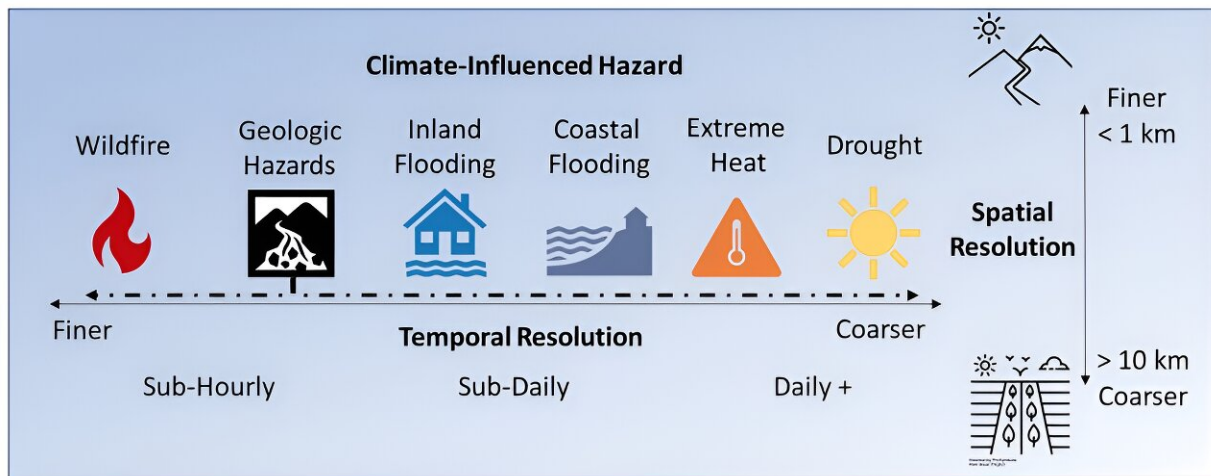 Climate-Influenced Hazard
Wildfire
Geologic
Hazards
Inland
Flooding
Coastal
Flooding
Extreme
Heat
Drought
Finer
Coarser
Temporal Resolution
Sub-Hourly
Sub-Daily
Daily +
Finer
< 1 km
Spatial
Resolution
> 10 km
Coarser